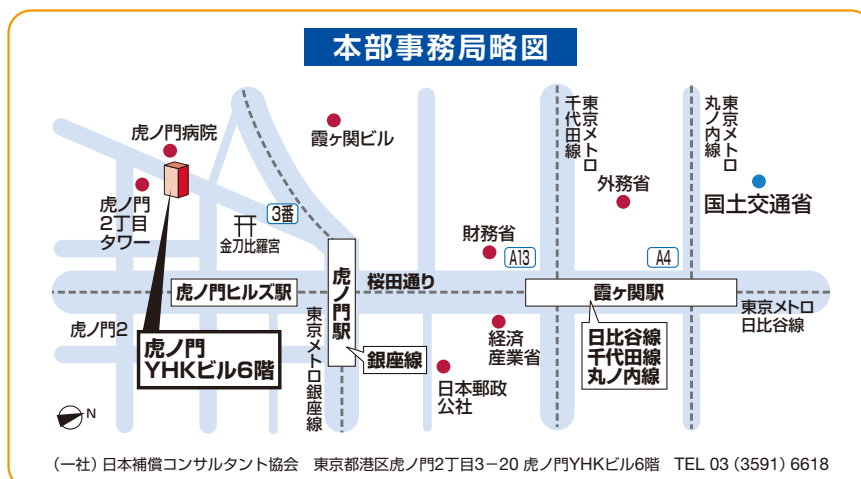 本部事務局略図
虎ノ門病院
霞ヶ関ビル
東京メトロ
千代田線
東京メトロ
丸ノ内線
外務省
国土交通省
虎ノ門
2丁目
タワー
3番
金刀比羅宮
財務省
A13
A4
虎ノ門ヒルズ駅
虎ノ門駅
桜田通り
霞ヶ関駅
東京メトロ
日比谷線
虎ノ門2
虎ノ門
YHKビル6階
東京メトロ銀座線
銀座線
経済
産業省
日比谷線
千代田線
丸ノ内線
日本郵政
公社
N
(一社)日本補償コンサルタント協会 東京都港区虎ノ門2丁目3−20 虎ノ門YHKビル6階 TEL 03(3591)6618